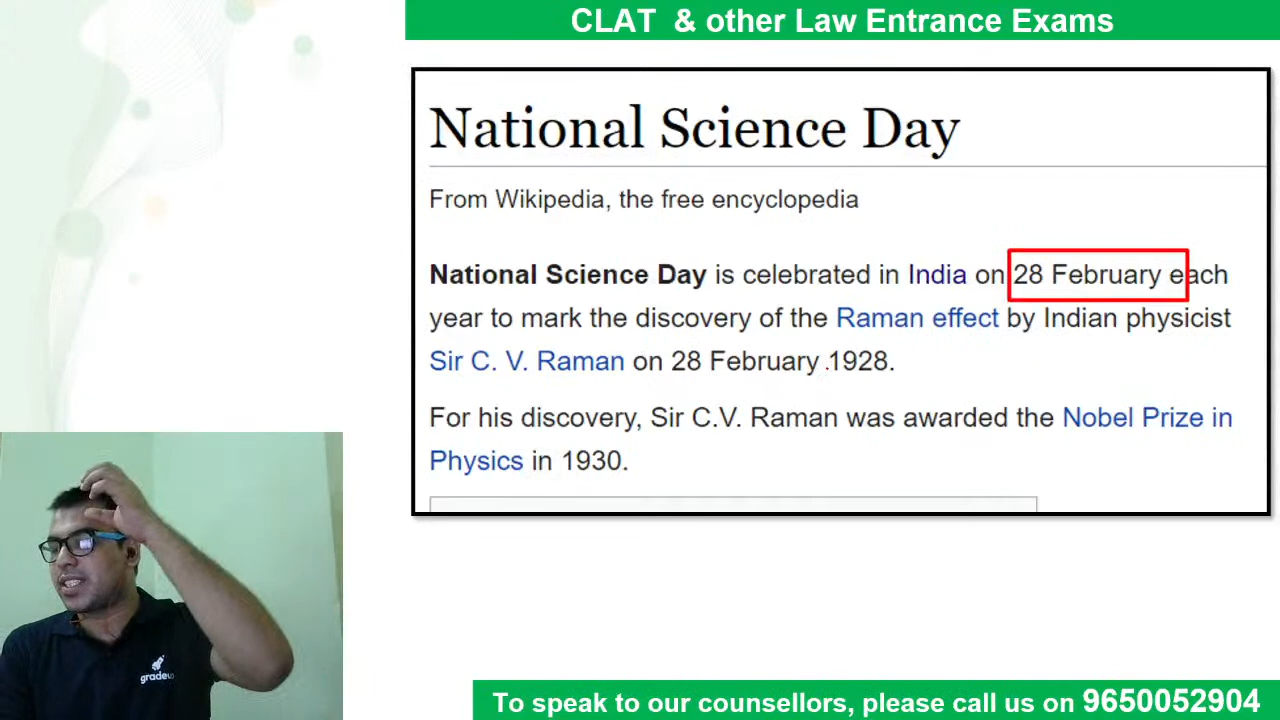 CLAT & other Law Entrance Exams
National Science Day
From Wikipedia, the free encyclopedia
National Science Day is celebrated in India on 28 February each
year to mark the discovery of the Raman effect by Indian physicist
Sir C. V. Raman on 28 February 1928.
For his discovery, Sir C.V. Raman was awarded the Nobel Prize in
Physics in 1930.
gradeup
To speak to our counsellors, please call us on 9650052904